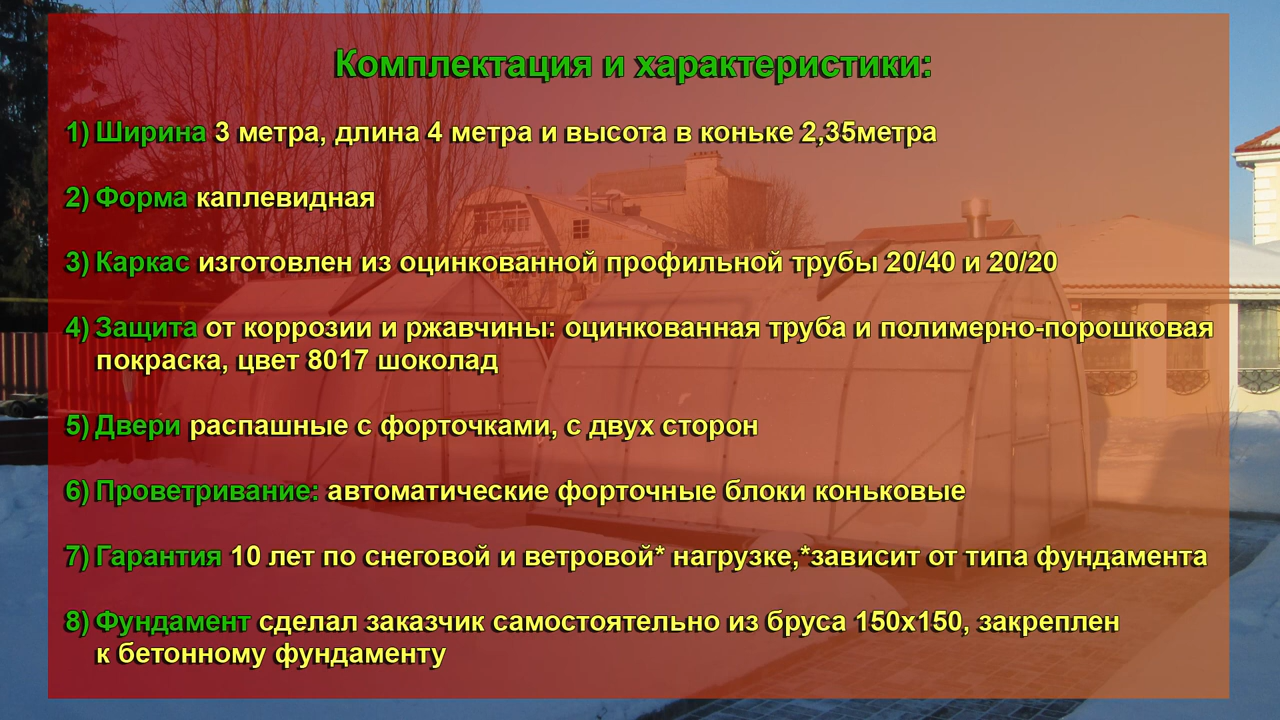 Комплектация и характеристики:
1) Ширина 3 метра, длина 4 метра и высота в коньке 2,35метра
2) Форма каплевидная
3) Каркас изготовлен из оцинкованной профильной трубы 20/40 и 20/20
4) Защита от коррозии и ржавчины: оцинкованная труба и полимерно-порошковая
покраска, цвет 8017 шоколад
5) Двери распашные с форточками, с двух сторон
6) Проветривание: автоматические форточные блоки коньковые
7) Гарантия 10 лет по снеговой и ветровой* нагрузке,*зависит от типа фундамента
8) Фундамент сделал заказчик самостоятельно из бруса 150х150, закреплен
к бетонному фундаменту